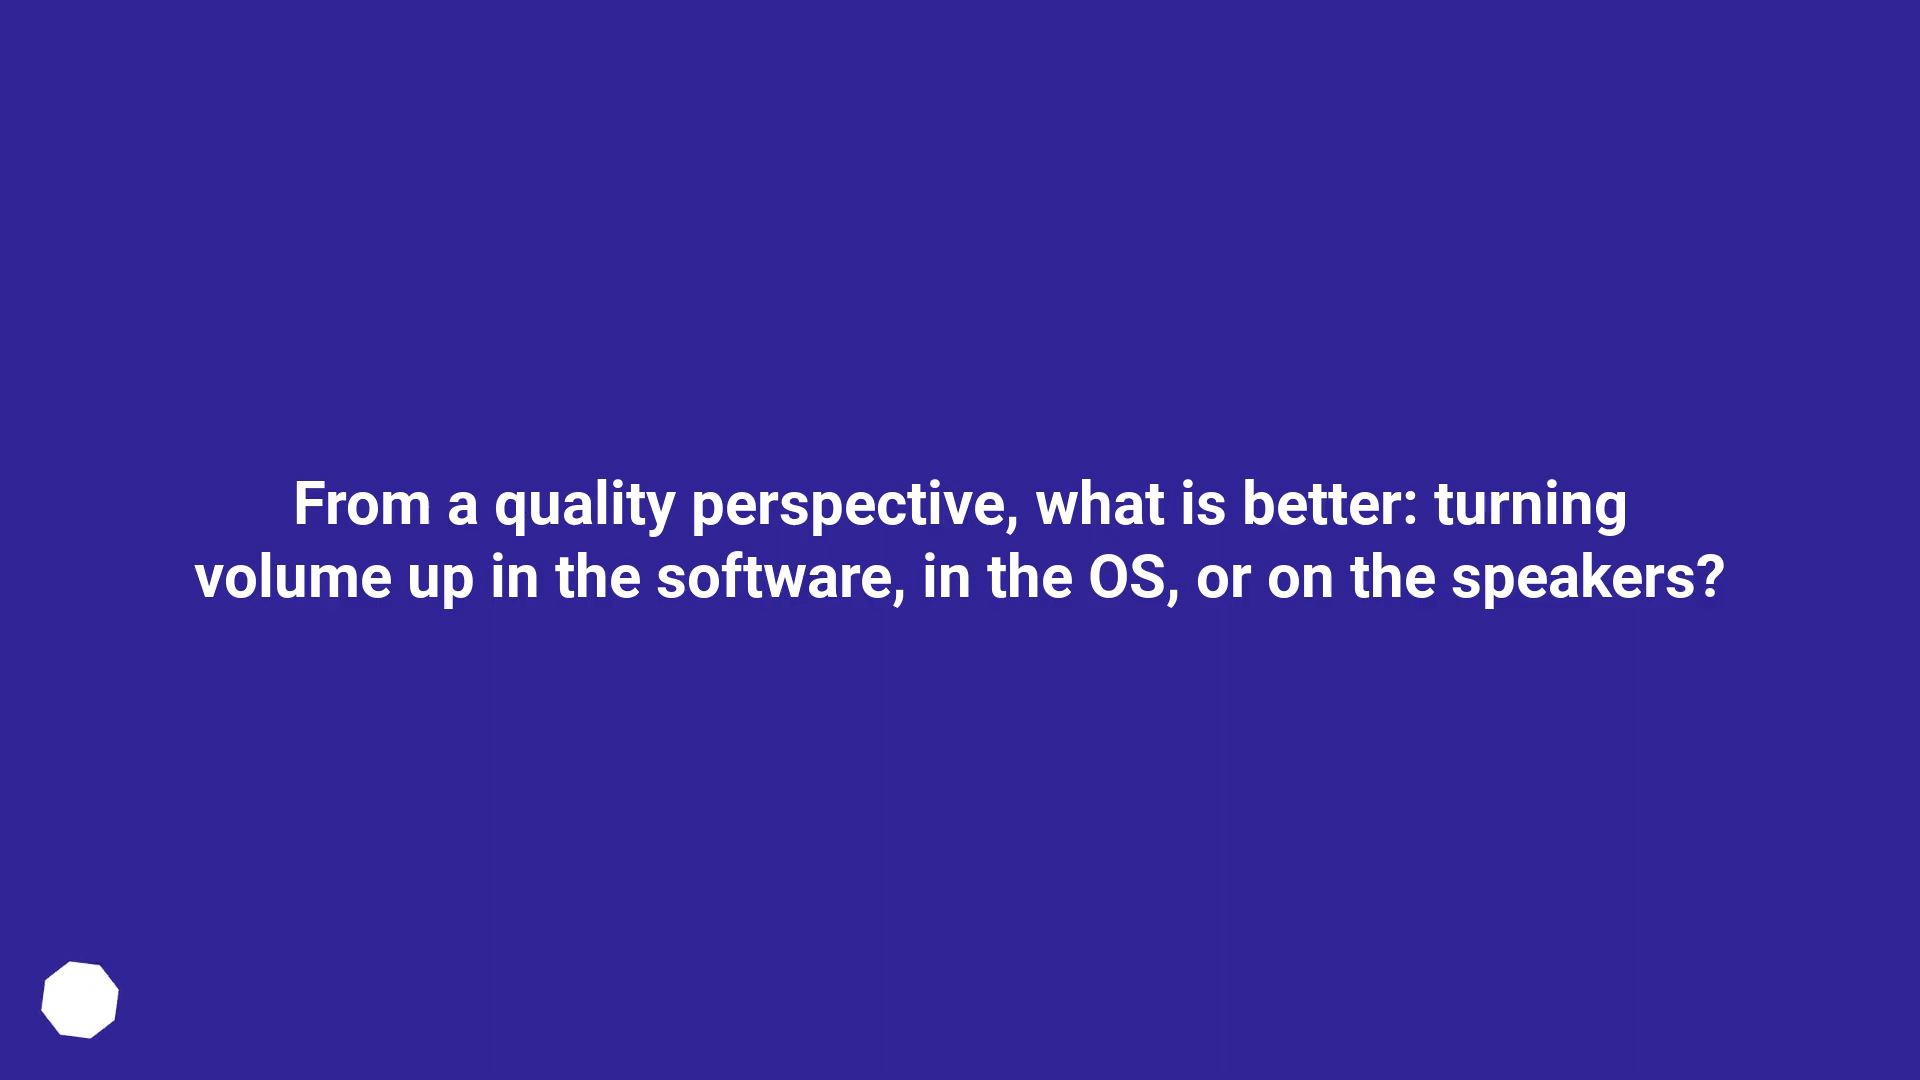 From a quality perspective, what is better: turning
volume up in the software, in the OS, or on the speakers?